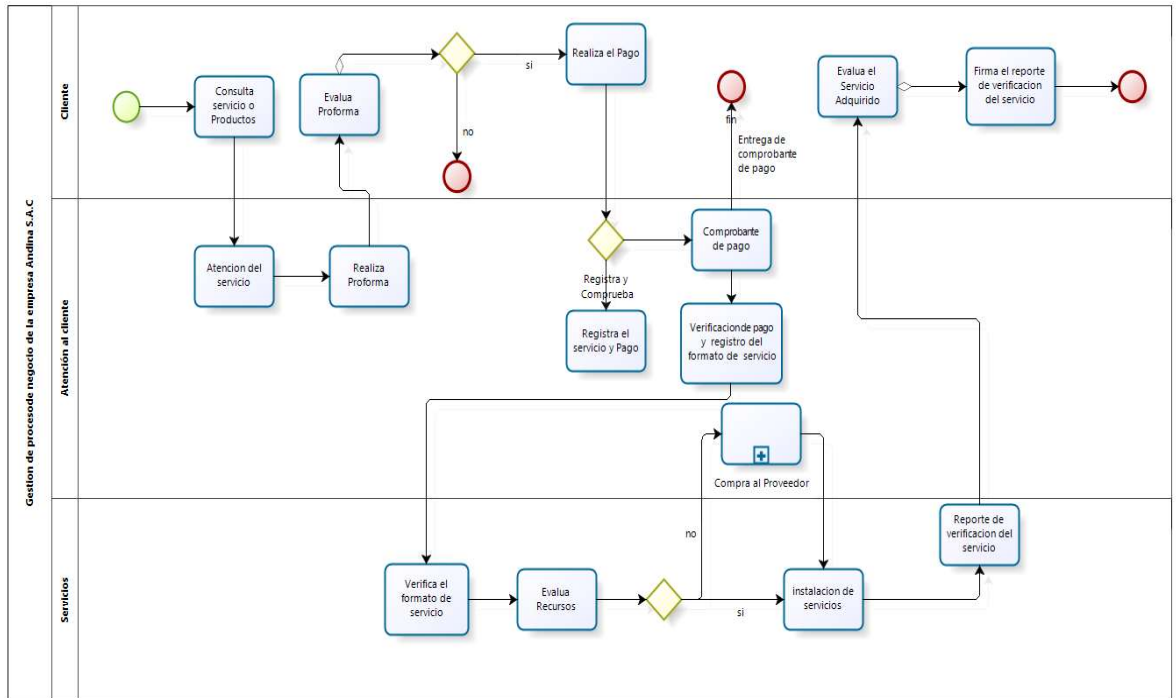 Gestion de procesode negocio de la empresa Andina S.A.C
Cliente
Consulta
servicio o
Productos
Evalua
Proforma
si
no
Realiza el Pago
fin
Entrega de
comprobante
de pago
Evalua el
Servicio
Adquirido
Firma el reporte
de verificacion
del servicio
Atención al cliente
Atencion del
servicio
Realiza
Proforma
Registra y
Comprueba
Comprobante
de pago
Registra el
servicio y Pago
Verificacionde pago
y registro del
formato de servicio
Compra al Proveedor
Servicios
Verifica el
formato de
servicio
Evalua
Recursos
no
si
instalacion de
servicios
Reporte de
verificacion del
servicio